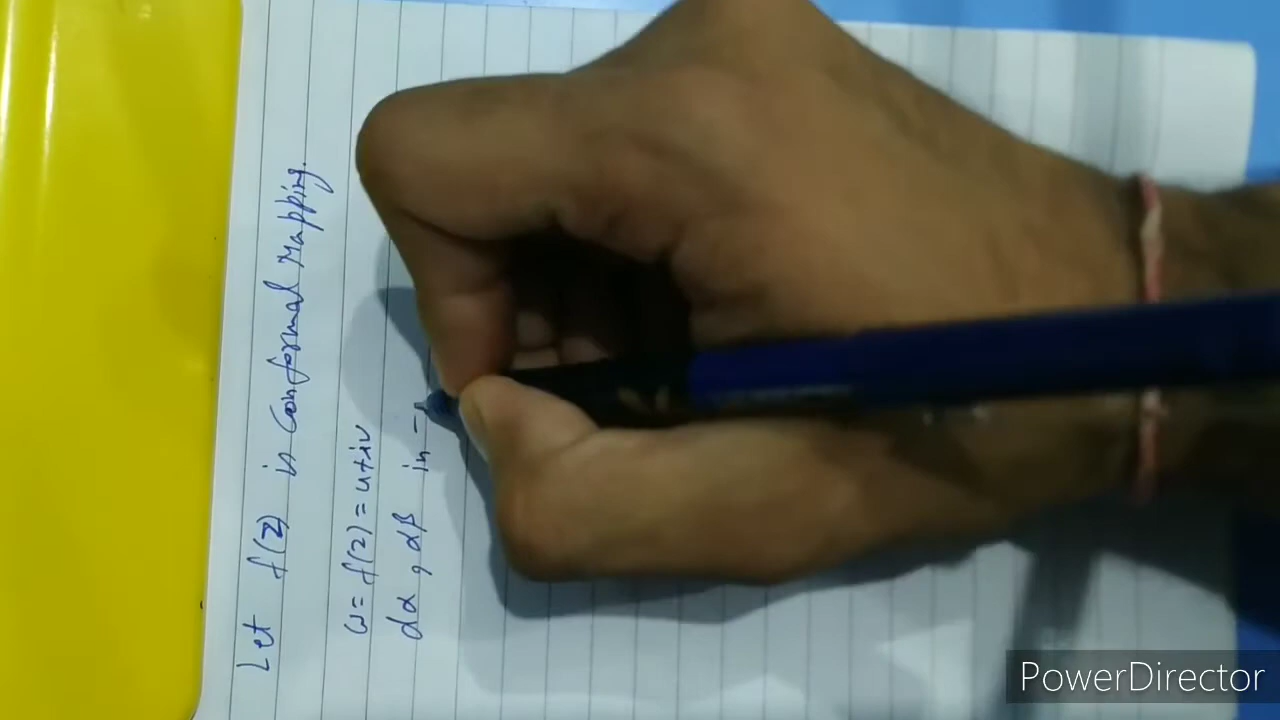 Let f(z) is Conformal Mapping.
ω = f(z) = u+iv
dα, dβ in
PowerDirector